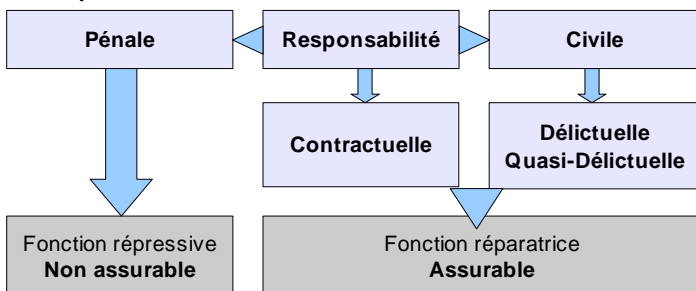 Pénale
Responsabilité
Civile
Contractuelle
Délictuelle
Quasi-Délictuelle
Fonction répressive
Non assurable
Fonction réparatrice
Assurable